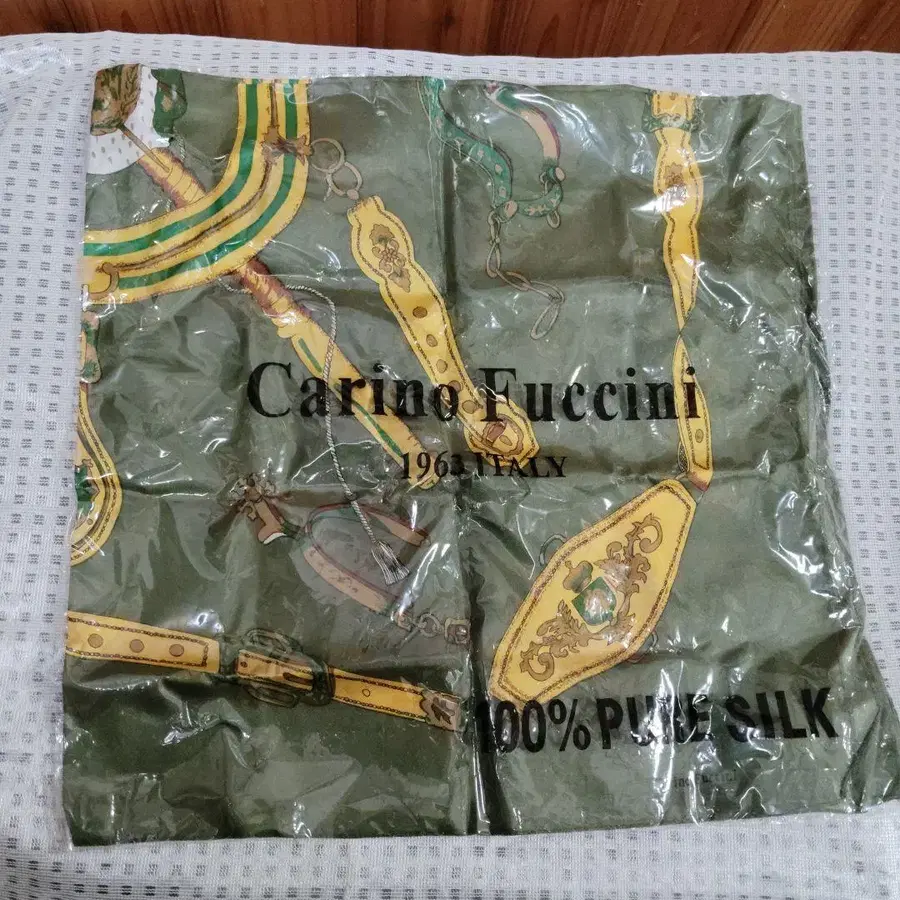 Carino Fuccini
1963 ITALY
100% PURE SILK